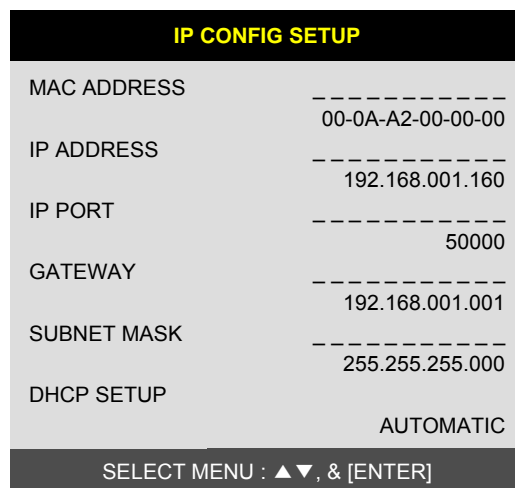 IP CONFIG SETUP
MAC ADDRESS _ _ _ _ _ _ _ _ _ _ _
00-0A-A2-00-00-00
IP ADDRESS _ _ _ _ _ _ _ _ _ _ _
192.168.001.160
IP PORT _ _ _ _ _ _ _ _ _ _ _
50000
GATEWAY _ _ _ _ _ _ _ _ _ _ _
192.168.001.001
SUBNET MASK _ _ _ _ _ _ _ _ _ _ _
255.255.255.000
DHCP SETUP
AUTOMATIC
SELECT MENU : ▲▼, & [ENTER]